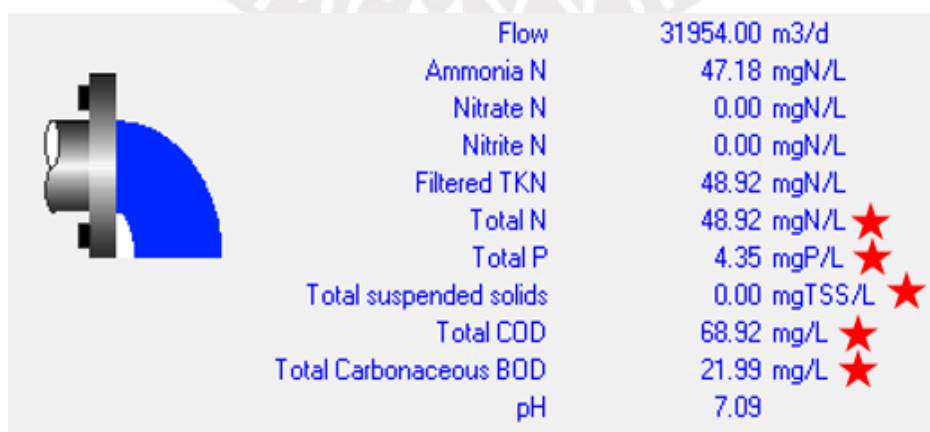 Flow 31954.00 m3/d
Ammonia N 47.18 mgN/L
Nitrate N 0.00 mgN/L
Nitrite N 0.00 mgN/L
Filtered TKN 48.92 mgN/L
Total N 48.92 mgN/L
Total P 4.35 mgP/L
Total suspended solids 0.00 mgTSS/L
Total COD 68.92 mg/L
Total Carbonaceous BOD 21.99 mg/L
pH 7.09